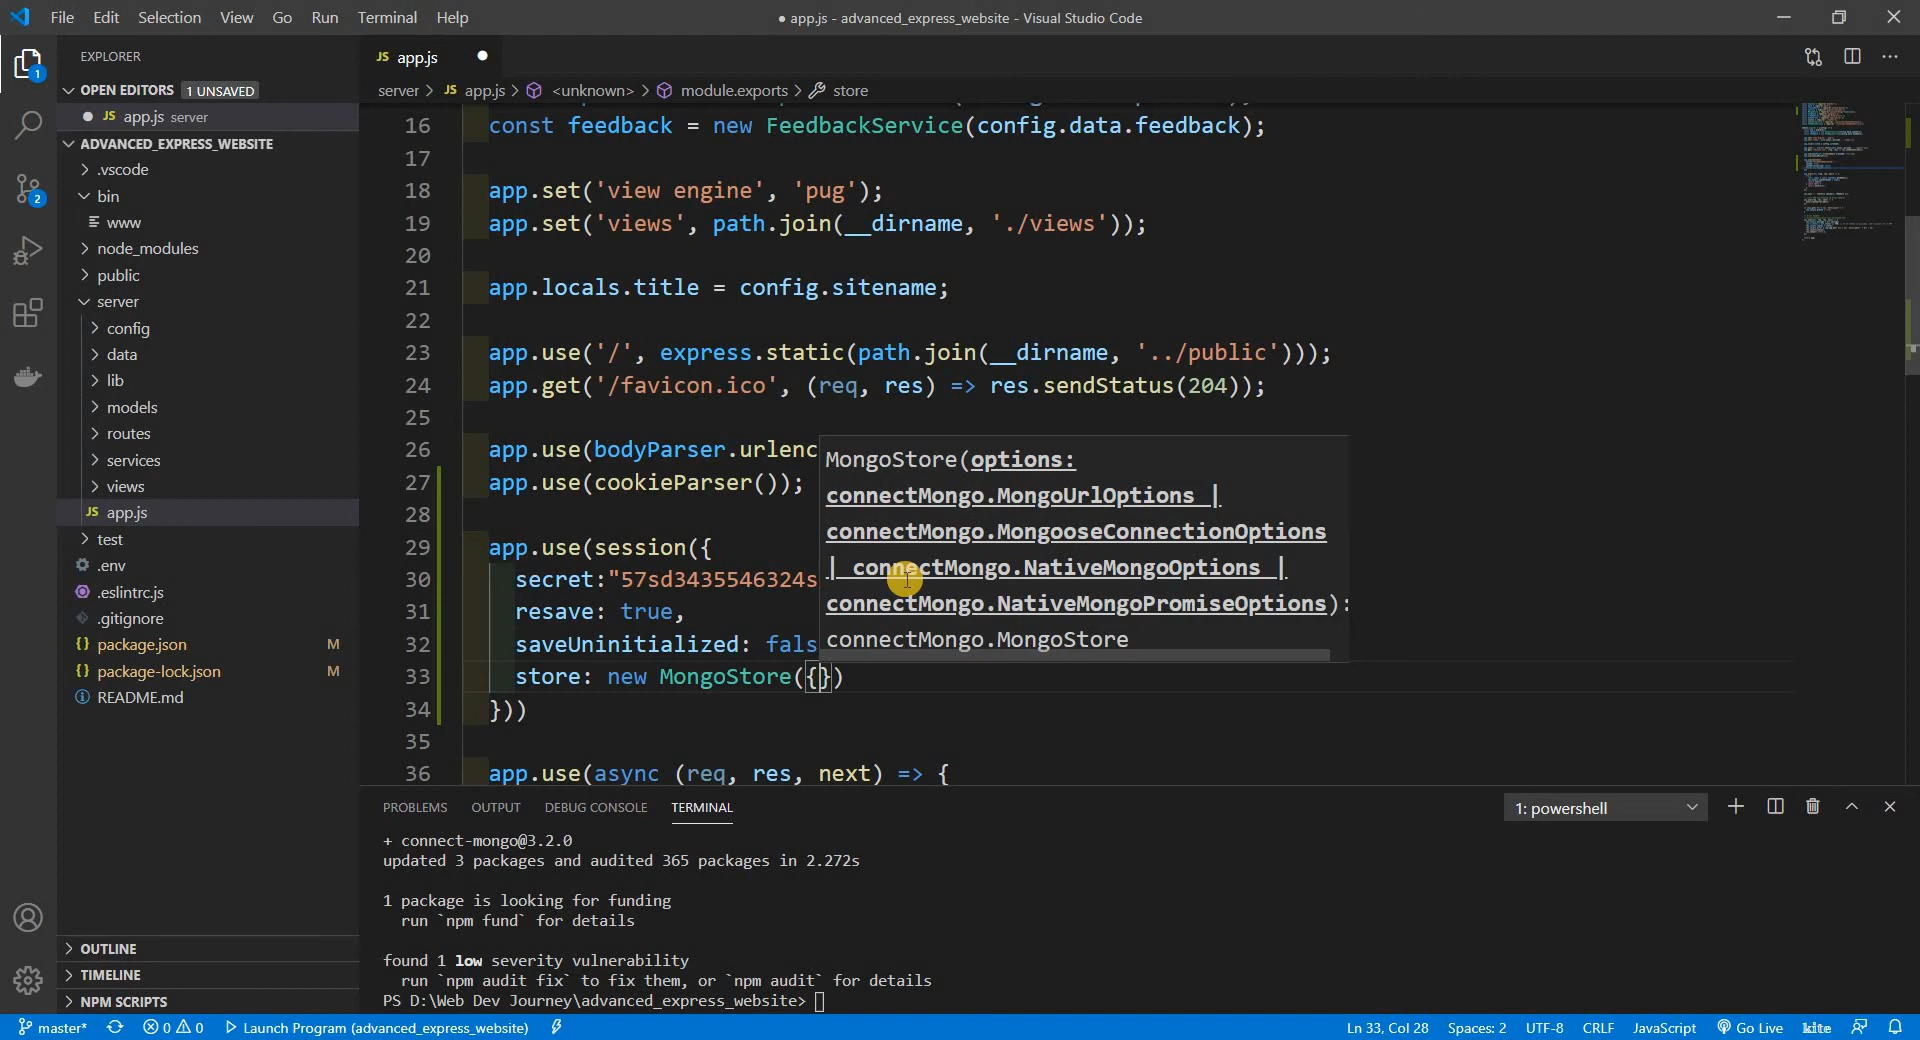 File Edit Selection View Go Run Terminal Help
● app.js - advanced_express_website - Visual Studio Code
EXPLORER
OPEN EDITORS 1 UNSAVED
● JS app.js server
ADVANCED_EXPRESS_WEBSITE
.vscode
bin
www
node_modules
public
server
config
data
lib
models
routes
services
views
JS app.js
test
.env
.eslintrc.js
.gitignore
{} package.json M
{} package-lock.json M
README.md
OUTLINE
TIMELINE
NPM SCRIPTS
1
2
JS app.js ●
server > JS app.js > <unknown> > module.exports > store
16 const feedback = new FeedbackService(config.data.feedback);
17
18 app.set('view engine', 'pug');
19 app.set('views', path.join(__dirname, './views'));
20
21 app.locals.title = config.sitename;
22
23 app.use('/', express.static(path.join(__dirname, '../public')));
24 app.get('/favicon.ico', (req, res) => res.sendStatus(204));
25
26 app.use(bodyParser.urlenc
27 app.use(cookieParser());
28
29 app.use(session({
30 secret:"57sd3435546324s
31 resave: true,
32 saveUninitialized: fals
33 store: new MongoStore({})
34 }))
35
36 app.use(async (req, res, next) => {
MongoStore(options:
connectMongo.MongoUrlOptions |
connectMongo.MongooseConnectionOptions
| connectMongo.NativeMongoOptions |
connectMongo.NativeMongoPromiseOptions):
connectMongo.MongoStore
PROBLEMS OUTPUT DEBUG CONSOLE TERMINAL
1: powershell
+ connect-mongo@3.2.0
updated 3 packages and audited 365 packages in 2.272s
1 package is looking for funding
run `npm fund` for details
found 1 low severity vulnerability
run `npm audit fix` to fix them, or `npm audit` for details
PS D:\Web Dev Journey\advanced_express_website>
master* 0 0 Launch Program (advanced_express_website)
Ln 33, Col 28 Spaces: 2 UTF-8 CRLF JavaScript Go Live kite